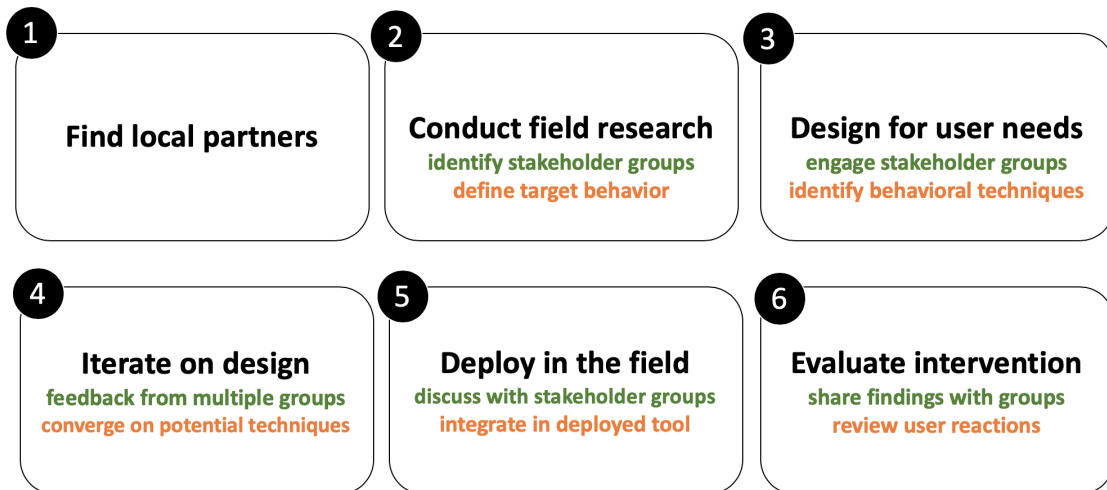 1
Find local partners
2
Conduct field research
identify stakeholder groups
define target behavior
3
Design for user needs
engage stakeholder groups
identify behavioral techniques
4
Iterate on design
feedback from multiple groups
converge on potential techniques
5
Deploy in the field
discuss with stakeholder groups
integrate in deployed tool
6
Evaluate intervention
share findings with groups
review user reactions